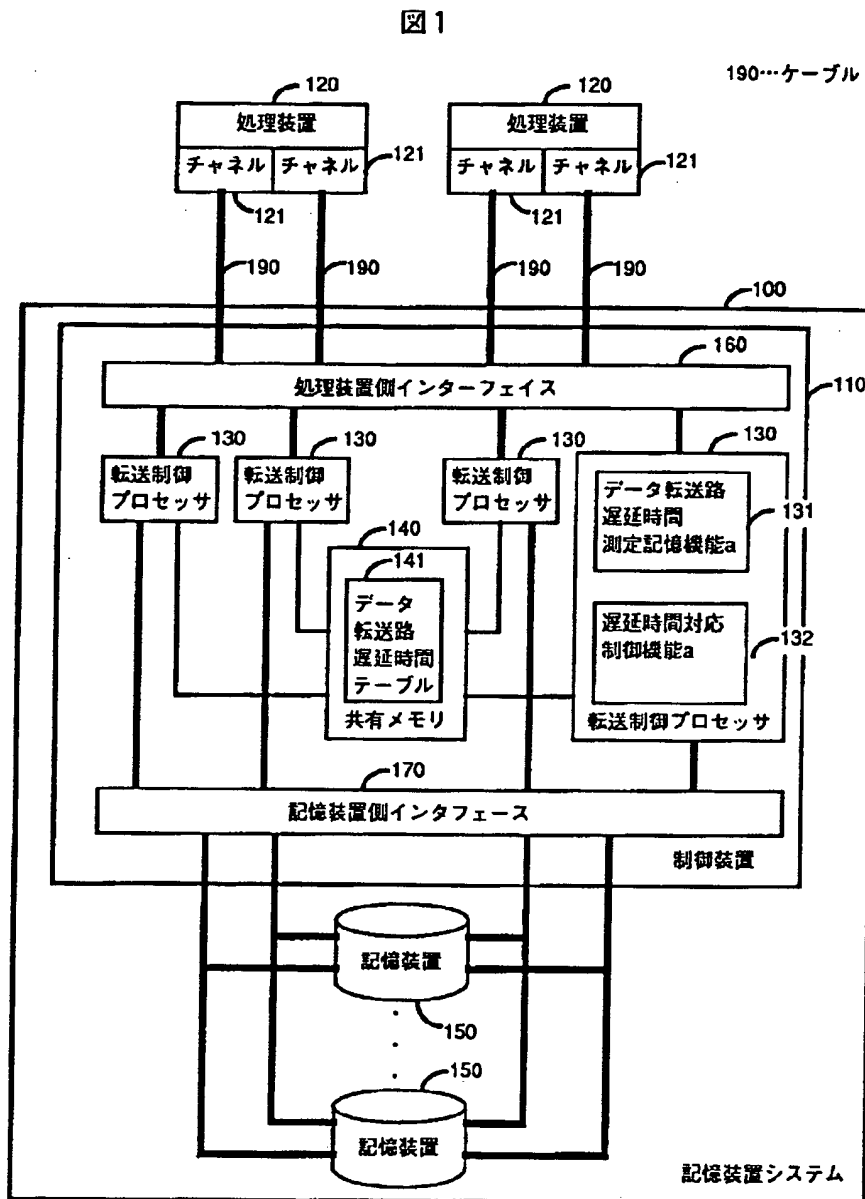 図1
190…ケーブル
120
120
処理装置
処理装置
チャネル
チャネル
121
チャネル
チャネル
121
121
121
190
190
190
190
100
160
処理装置側インターフェイス
110
130
130
130
130
転送制御
プロセッサ
転送制御
プロセッサ
転送制御
プロセッサ
データ転送路
遅延時間
測定記憶機能a
131
140
141
データ
転送路
遅延時間
テーブル
共有メモリ
遅延時間対応
制御機能a
132
転送制御プロセッサ
170
記憶装置側インタフェース
制御装置
記憶装置
150
150
記憶装置
記憶装置システム